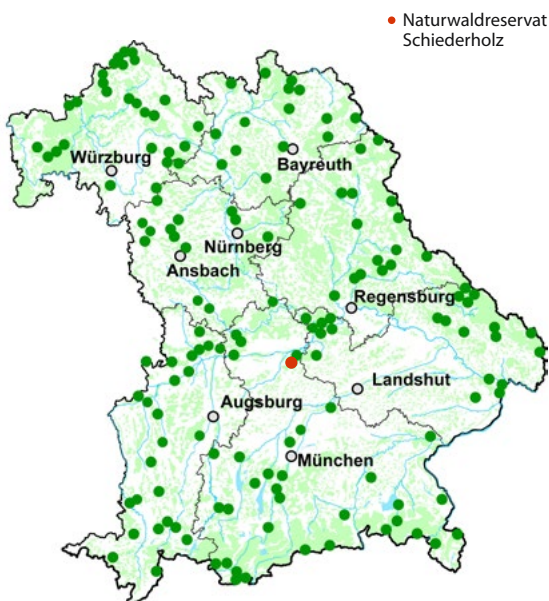 Naturwaldreservat
Schiederholz
Würzburg
Bayreuth
Nürnberg
Ansbach
Regensburg
Landshut
Augsburg
München